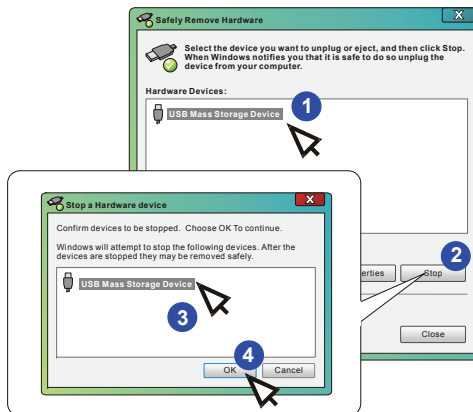 Safely Remove Hardware
X
Select the device you want to unplug or eject, and then click Stop.
When Windows notifies you that it is safe to do so unplug the
device from your computer.
Hardware Devices:
USB Mass Storage Device
1
2
erties
Stop
Close
Stop a Hardware device
X
Confirm devices to be stopped. Choose OK To continue.
Windows will attempt to stop the following devices. After the
devices are stopped they may be removed safely.
USB Mass Storage Device
3
4
OK
Cancel